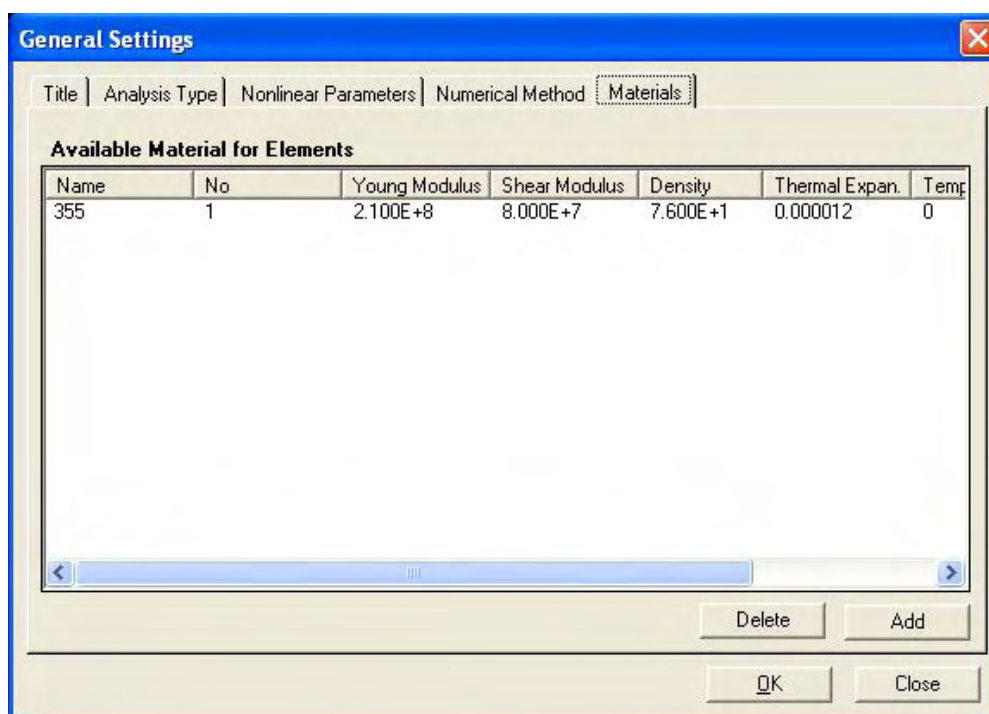 General Settings
Title Analysis Type Nonlinear Parameters Numerical Method Materials
Available Material for Elements
Name No Young Modulus Shear Modulus Density Thermal Expan. Temp
355 1 2.100E+8 8.000E+7 7.600E+1 0.000012 0
Delete Add
OK Close